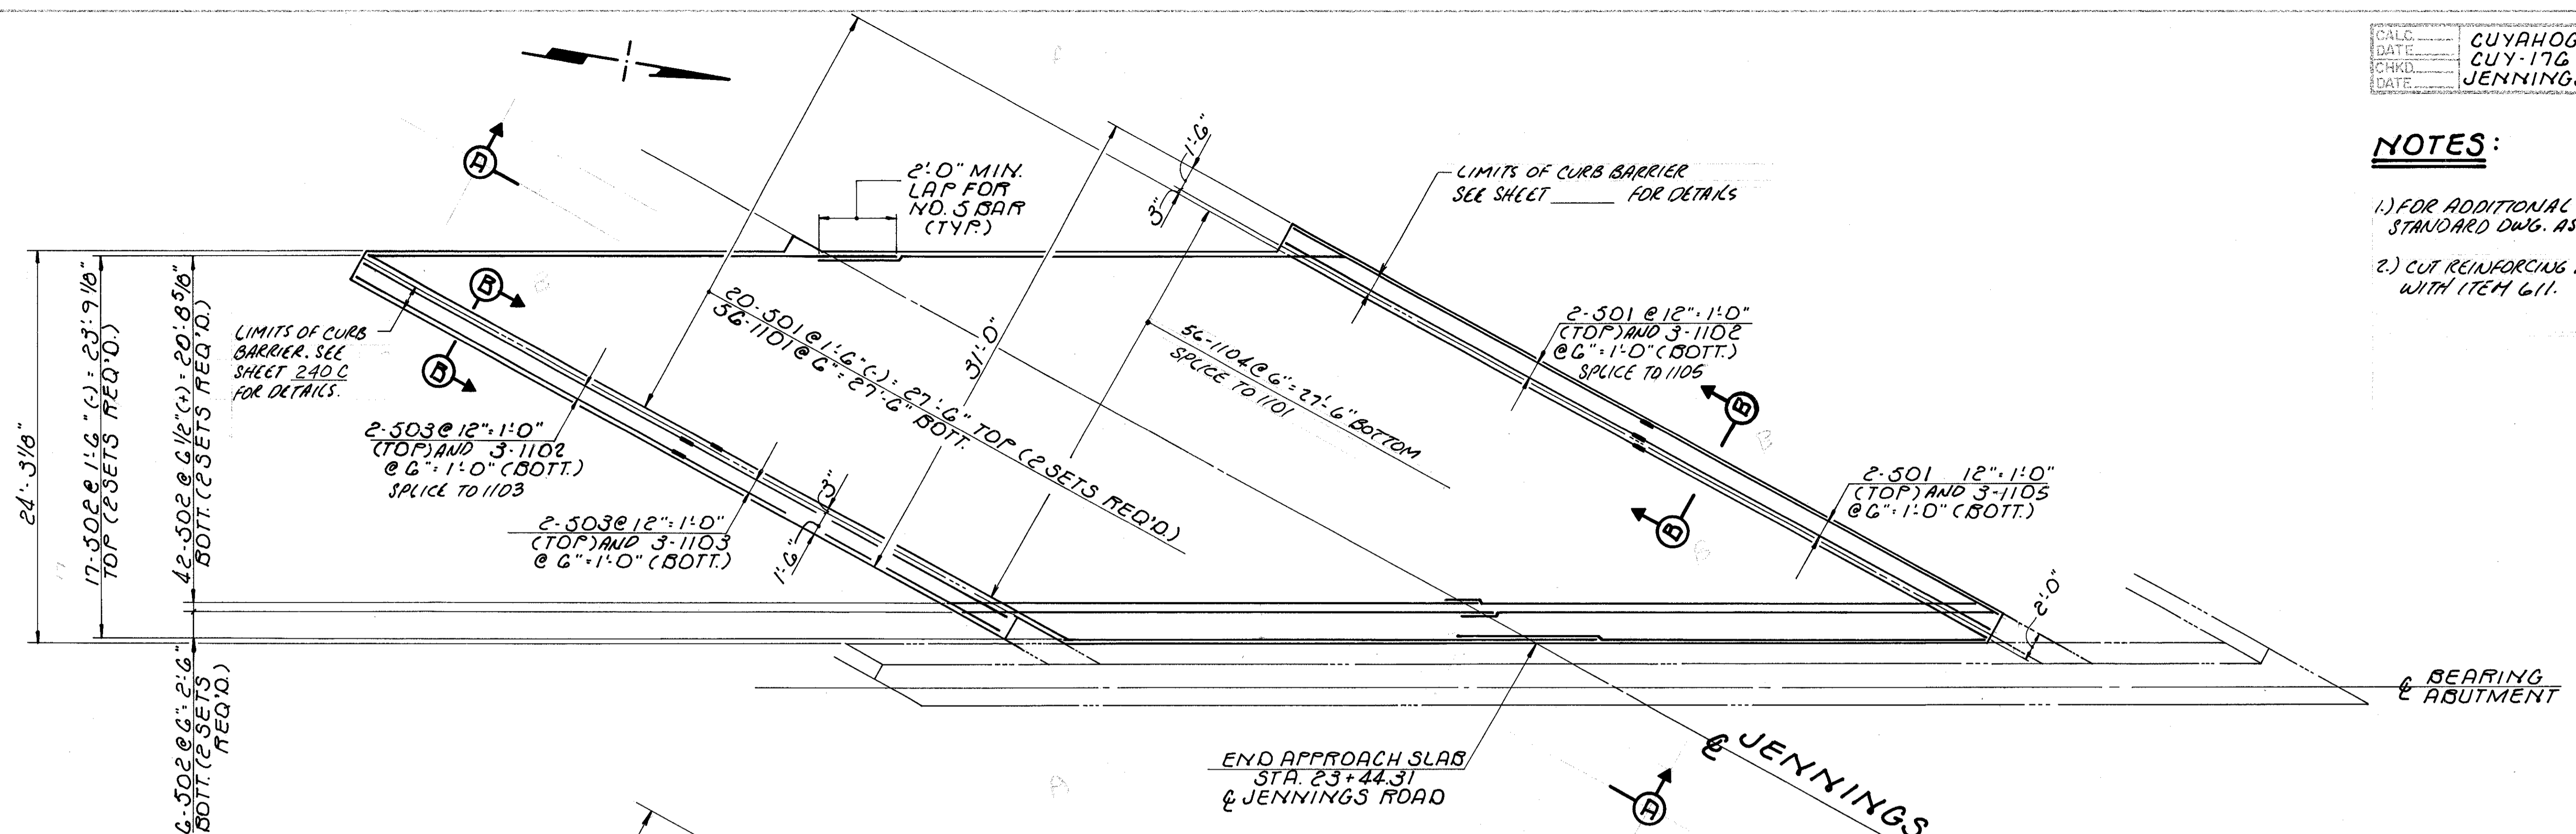 CALC.
DATE
CHKD.
DATE
CUYAHOG
CUY-176
JENNINGS
NOTES:
1.) FOR ADDITIONAL
STANDARD DWG. AS
2.) CUT REINFORCING
WITH ITEM 611.
A
2'-0" MIN.
LAP FOR
NO. 5 BAR
(TYP.)
1'-6"
3"
LIMITS OF CURB BARRIER
SEE SHEET ______ FOR DETAILS
24'-3 1/8"
17-502 @ 1'-6" (-) = 23'-9 1/8"
TOP (2 SETS REQ'D.)
42-502 @ 6 1/2" (+) = 20'-8 5/8"
BOTT. (2 SETS REQ'D.)
6-502 @ 6" = 2'-6"
BOTT. (2 SETS
REQ'D.)
B
B
LIMITS OF CURB
BARRIER. SEE
SHEET 240 C
FOR DETAILS.
20-501 @ 1'-6" (-) = 27'-6" TOP (2 SETS REQ'D.)
56-1101 @ 6" = 27'-6" BOTT.
31'-0"
56-1104 @ 6" = 27'-6" BOTTOM
SPLICE TO 1101
2-501 @ 12" = 1'-0"
(TOP) AND 3-1102
@ 6" = 1'-0" (BOTT.)
SPLICE TO 1105
B
B
2-503 @ 12" = 1'-0"
(TOP) AND 3-1102
@ 6" = 1'-0" (BOTT.)
SPLICE TO 1103
2-503 @ 12" = 1'-0"
(TOP) AND 3-1103
@ 6" = 1'-0" (BOTT.)
3"
1'-6"
2-501 12" = 1'-0"
(TOP) AND 3-1105
@ 6" = 1'-0" (BOTT.)
2'-0"
℄ BEARING
ABUTMENT
END APPROACH SLAB
STA. 23+44.31
℄ JENNINGS ROAD
℄ JENNINGS
A